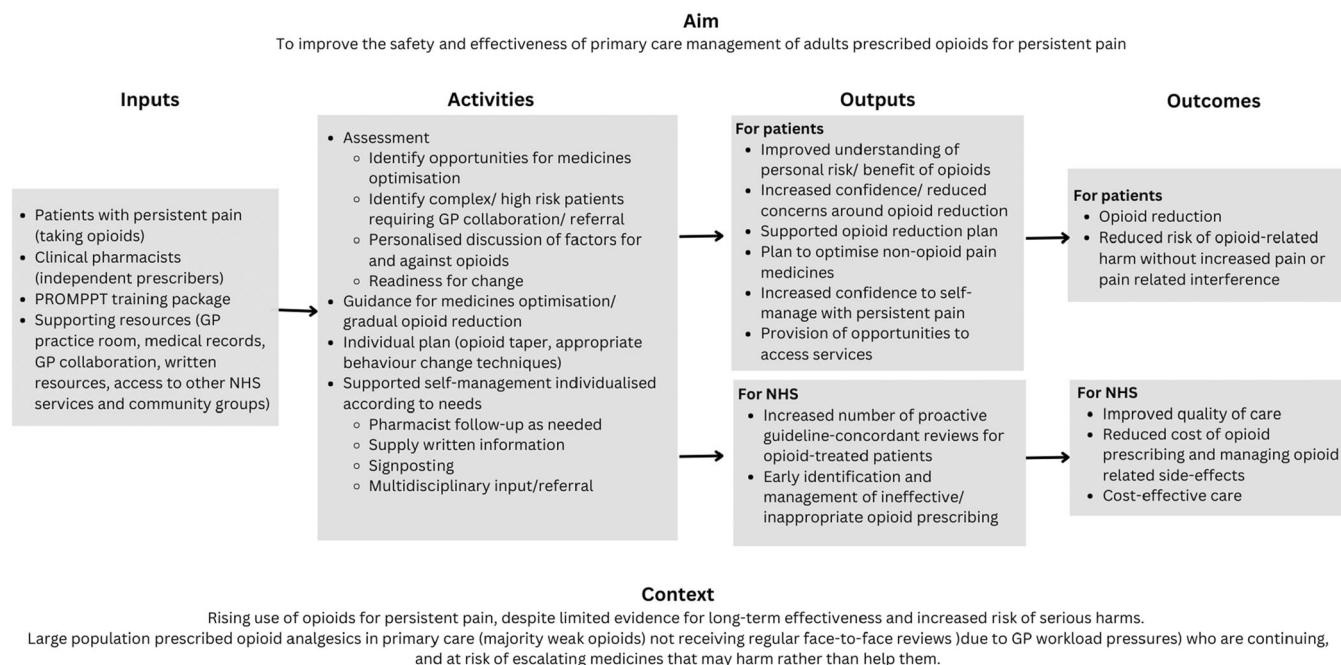 Aim
To improve the safety and effectiveness of primary care management of adults prescribed opioids for persistent pain
Inputs
• Patients with persistent pain
(taking opioids)
• Clinical pharmacists
(independent prescribers)
• PROMPPT training package
• Supporting resources (GP
practice room, medical records,
GP collaboration, written
resources, access to other NHS
services and community groups)
Activities
• Assessment
◦ Identify opportunities for medicines
optimisation
◦ Identify complex/ high risk patients
requiring GP collaboration/ referral
◦ Personalised discussion of factors for
and against opioids
◦ Readiness for change
• Guidance for medicines optimisation/
gradual opioid reduction
• Individual plan (opioid taper, appropriate
behaviour change techniques)
• Supported self-management individualised
according to needs
◦ Pharmacist follow-up as needed
◦ Supply written information
◦ Signposting
◦ Multidisciplinary input/referral
Outputs
For patients
• Improved understanding of
personal risk/ benefit of opioids
• Increased confidence/ reduced
concerns around opioid reduction
• Supported opioid reduction plan
• Plan to optimise non-opioid pain
medicines
• Increased confidence to self-
manage with persistent pain
• Provision of opportunities to
access services
For NHS
• Increased number of proactive
guideline-concordant reviews for
opioid-treated patients
• Early identification and
management of ineffective/
inappropriate opioid prescribing
Outcomes
For patients
• Opioid reduction
• Reduced risk of opioid-related
harm without increased pain or
pain related interference
For NHS
• Improved quality of care
• Reduced cost of opioid
prescribing and managing opioid
related side-effects
• Cost-effective care
Context
Rising use of opioids for persistent pain, despite limited evidence for long-term effectiveness and increased risk of serious harms.
Large population prescribed opioid analgesics in primary care (majority weak opioids) not receiving regular face-to-face reviews )due to GP workload pressures) who are continuing,
and at risk of escalating medicines that may harm rather than help them.